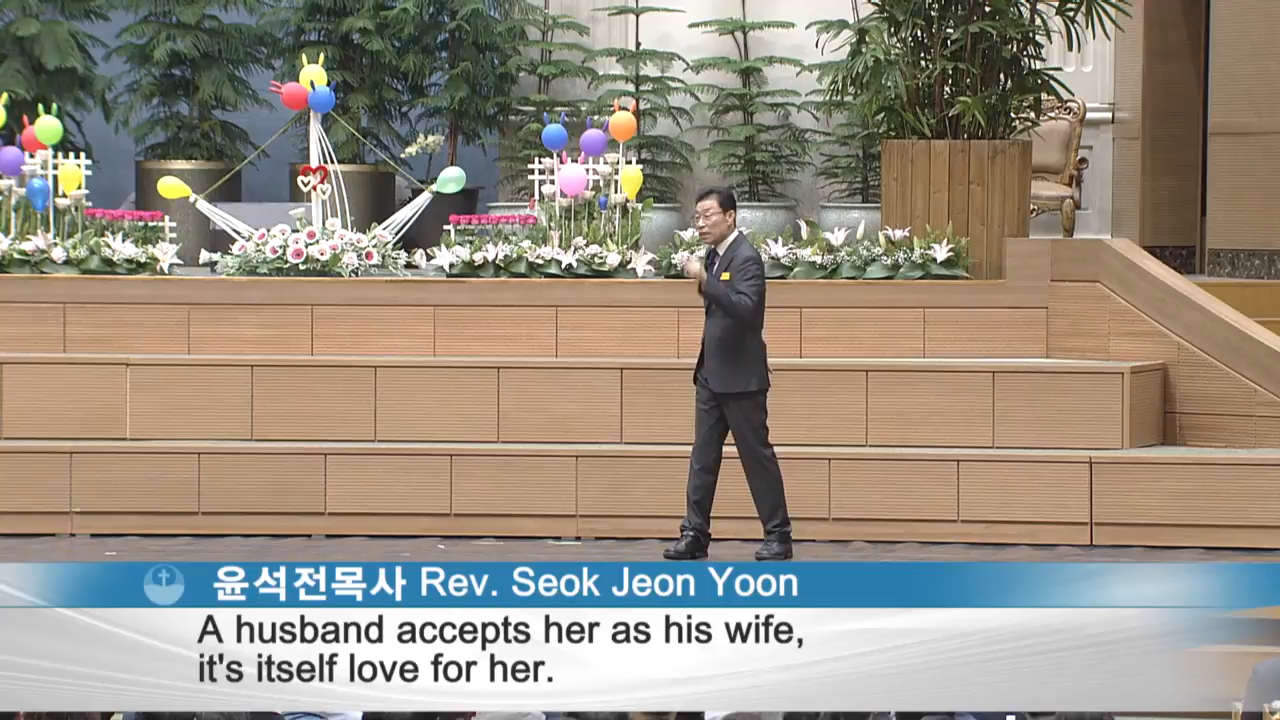 윤석전목사 Rev. Seok Jeon Yoon
A husband accepts her as his wife,
it's itself love for her.